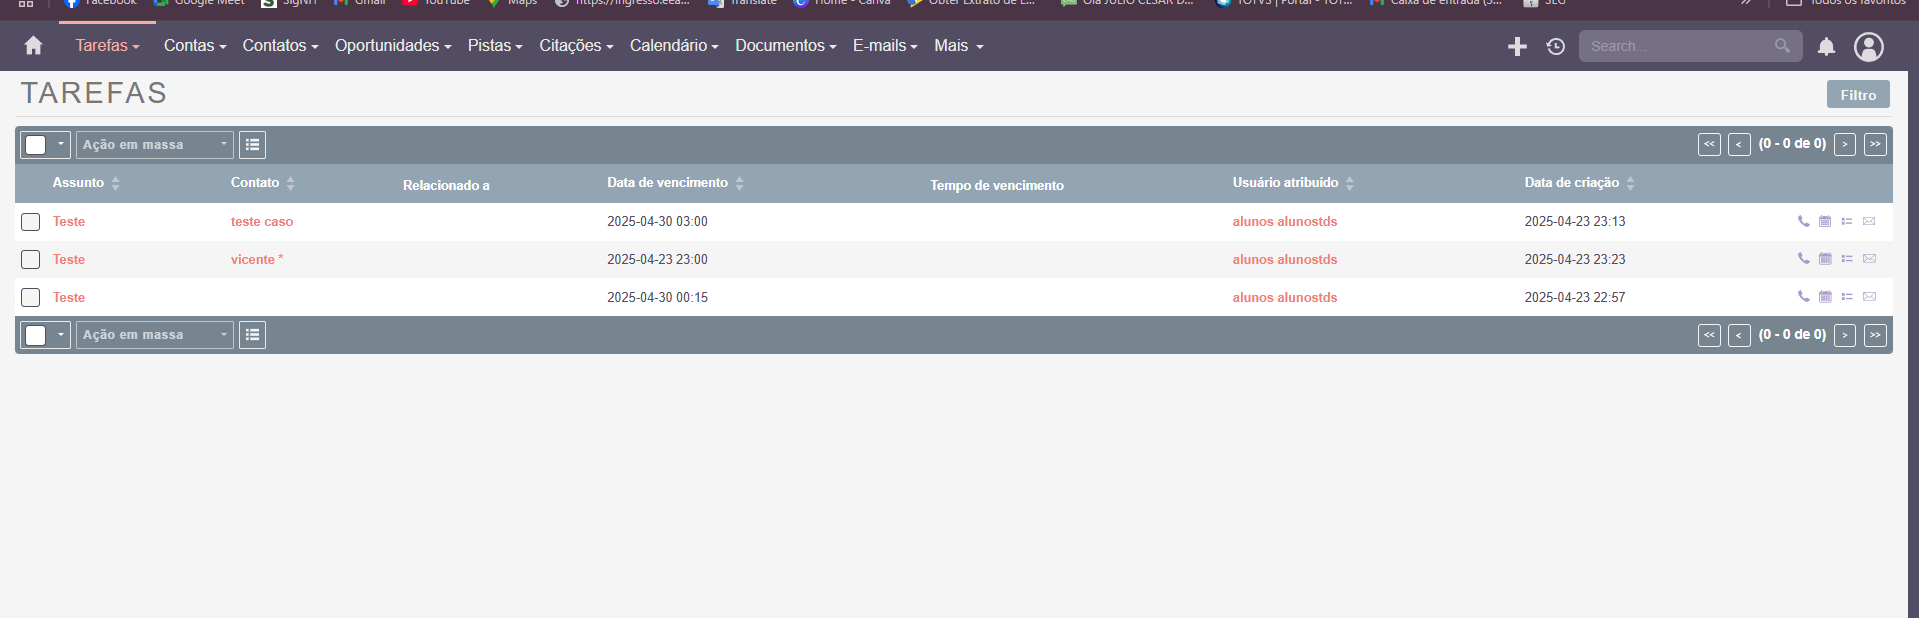 Facebook Google Meet SigNH Gmail YouTube Maps https://ingresso.eea... Translate Home - Canva Obter Extrato de E... Olá JÚLIO CESAR D... TOTVS | Portal - TOT... Caixa de entrada (3... SEG » Todos os favoritos
Tarefas Contas Contatos Oportunidades Pistas Citações Calendário Documentos E-mails Mais Search...
TAREFAS
Filtro
Ação em massa << < (0 - 0 de 0) > >>
Assunto Contato Relacionado a Data de vencimento Tempo de vencimento Usuário atribuído Data de criação
Teste teste caso 2025-04-30 03:00 alunos alunostds 2025-04-23 23:13
Teste vicente * 2025-04-23 23:00 alunos alunostds 2025-04-23 23:23
Teste 2025-04-30 00:15 alunos alunostds 2025-04-23 22:57
Ação em massa << < (0 - 0 de 0) > >>